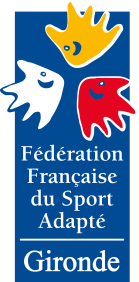 Fédération
Française
du Sport
Adapté
Gironde